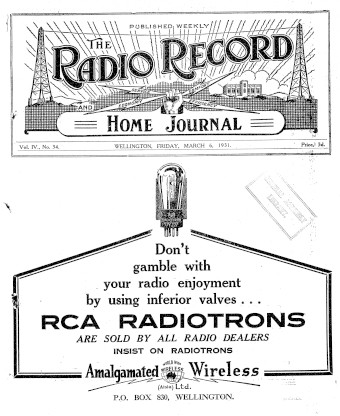 PUBLISHED WEEKLY
THE
RADIO RECORD
AND
HOME JOURNAL
Vol. IV., No. 34.
WELLINGTON, FRIDAY, MARCH 6, 1931.
Price, 3d.
Don't
gamble with
your radio enjoyment
by using inferior valves . . .
RCA RADIOTRONS
ARE SOLD BY ALL RADIO DEALERS
INSIST ON RADIOTRONS
Amalgamated Wireless
WIRELESS
(A/sia) Ltd.
P.O. BOX 830, WELLINGTON.